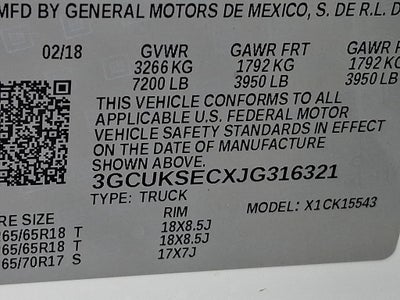 MFD BY GENERAL MOTORS DE MEXICO, S. DE R.L. D
02/18 GVWR GAWR FRT GAWR
3266 KG 1792 KG 1792 KG
7200 LB 3950 LB 3950 LB
THIS VEHICLE CONFORMS TO ALL
APPLICABLE U.S. FEDERAL MOTOR
VEHICLE SAFETY STANDARDS IN EFFECT
ON THE DATE OF MANUFACTURE
SHOWN ABOVE.
3GCUKSECXJG316321
TYPE: TRUCK MODEL: X1CK15543
RE SIZE RIM
65/65R18 T 18X8.5J
65/65R18 T 18X8.5J
65/70R17 S 17X7J